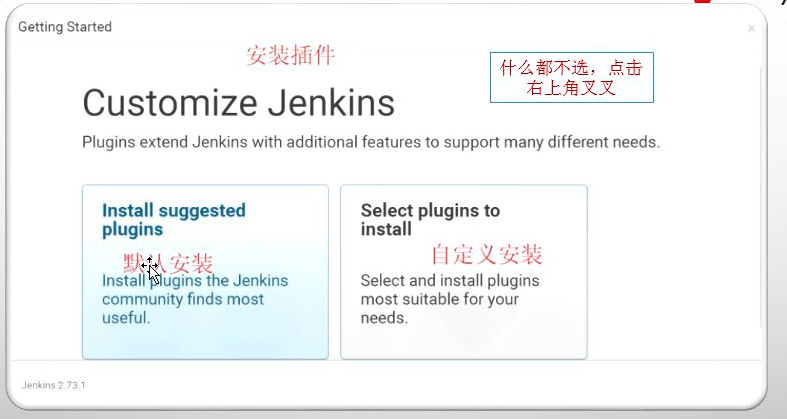 Getting Started
安装插件
什么都不选，点击
右上角叉叉
Customize Jenkins
Plugins extend Jenkins with additional features to support many different needs.
Install suggested
plugins
默认安装
Install plugins the Jenkins
community finds most
useful.
Select plugins to
install
自定义安装
Select and install plugins
most suitable for your
needs.
Jenkins 2.73.1